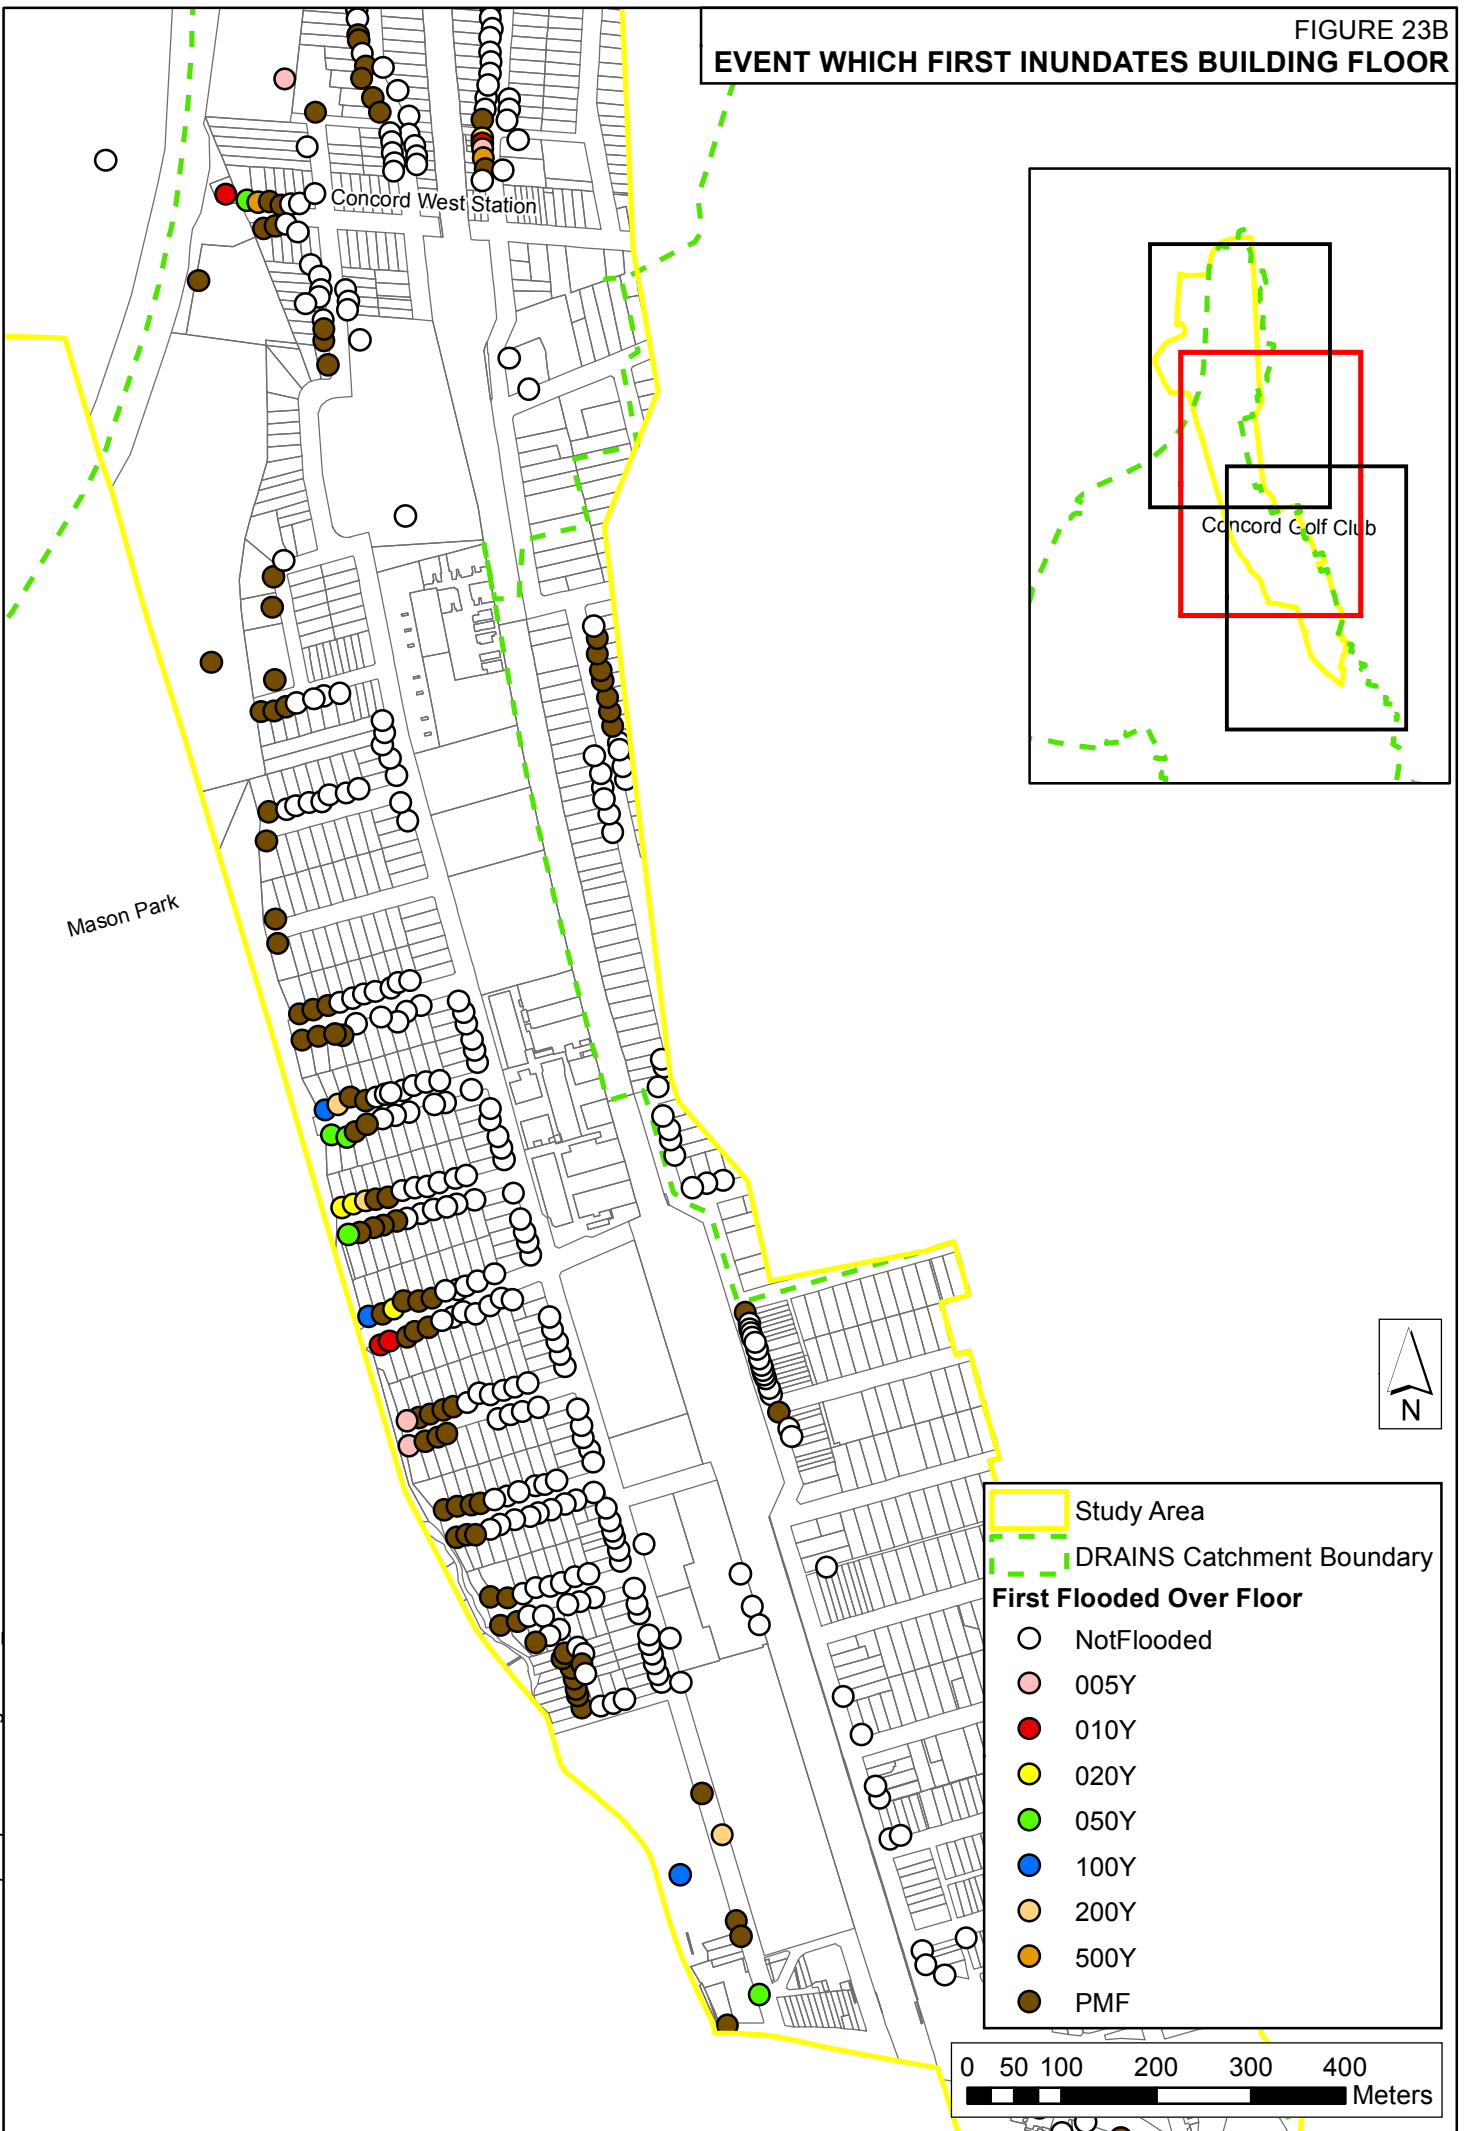 FIGURE 23B
EVENT WHICH FIRST INUNDATES BUILDING FLOOR
Concord West Station
Concord Golf Club
Mason Park
N
Study Area
DRAINS Catchment Boundary
First Flooded Over Floor
NotFlooded
005Y
010Y
020Y
050Y
100Y
200Y
500Y
PMF
0 50 100 200 300 400
Meters